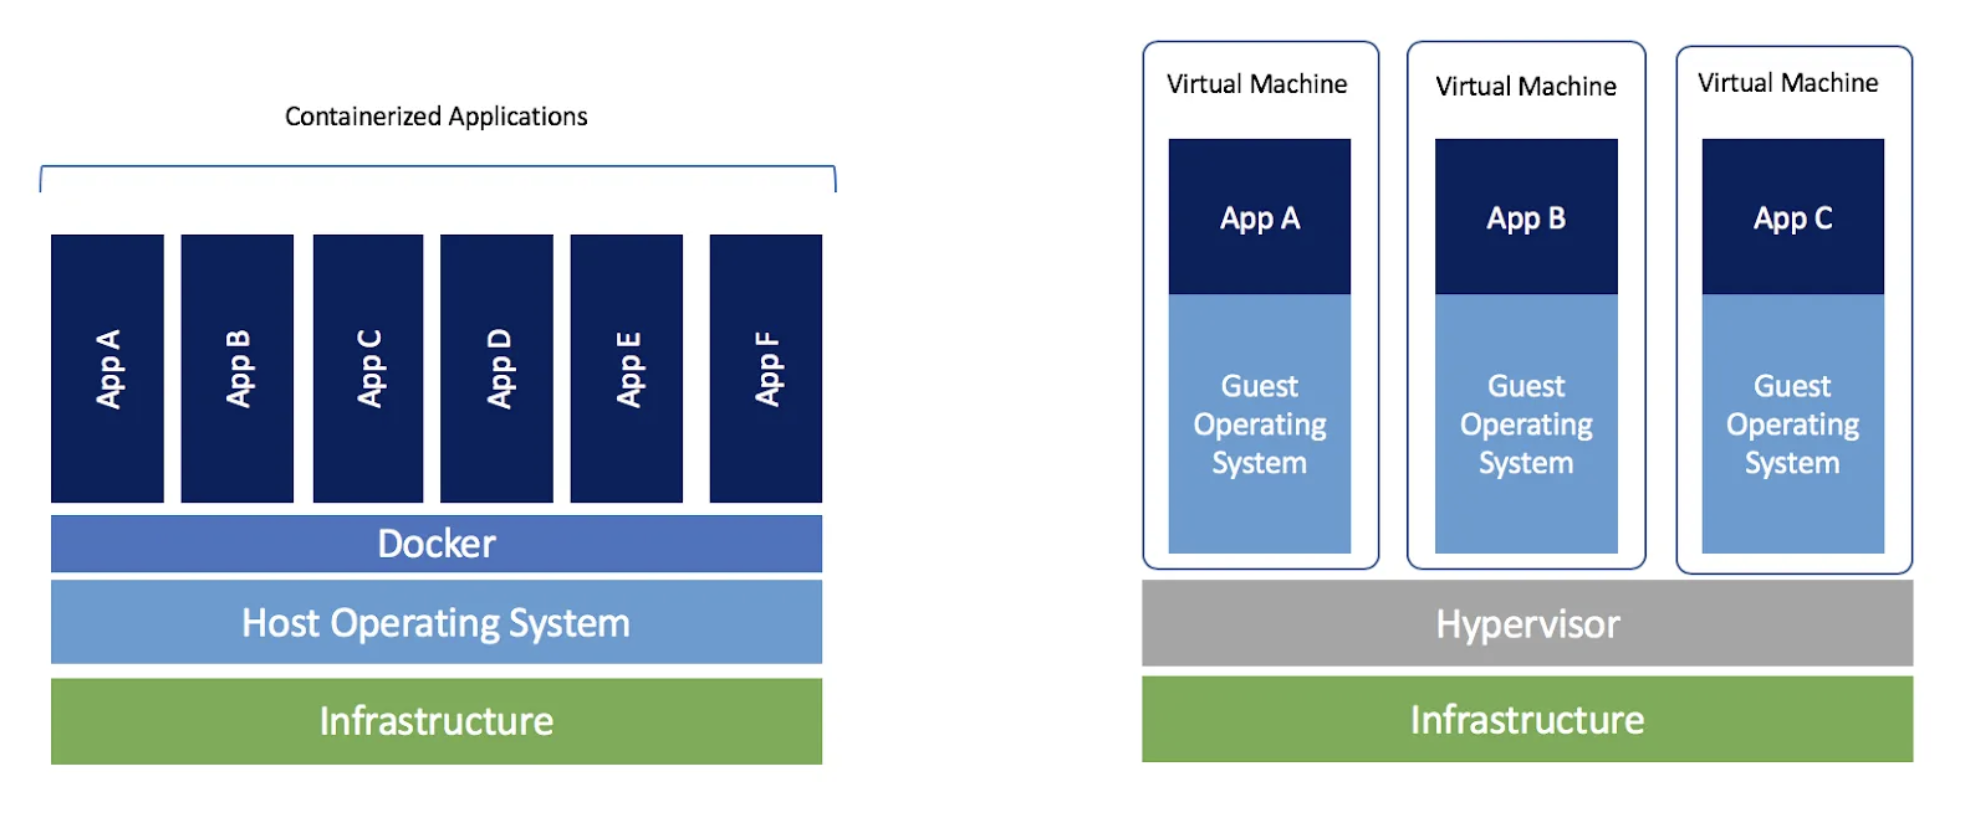 Containerized Applications
App A
App B
App C
App D
App E
App F
Docker
Host Operating System
Infrastructure
Virtual Machine
App A
Guest
Operating
System
Virtual Machine
App B
Guest
Operating
System
Virtual Machine
App C
Guest
Operating
System
Hypervisor
Infrastructure